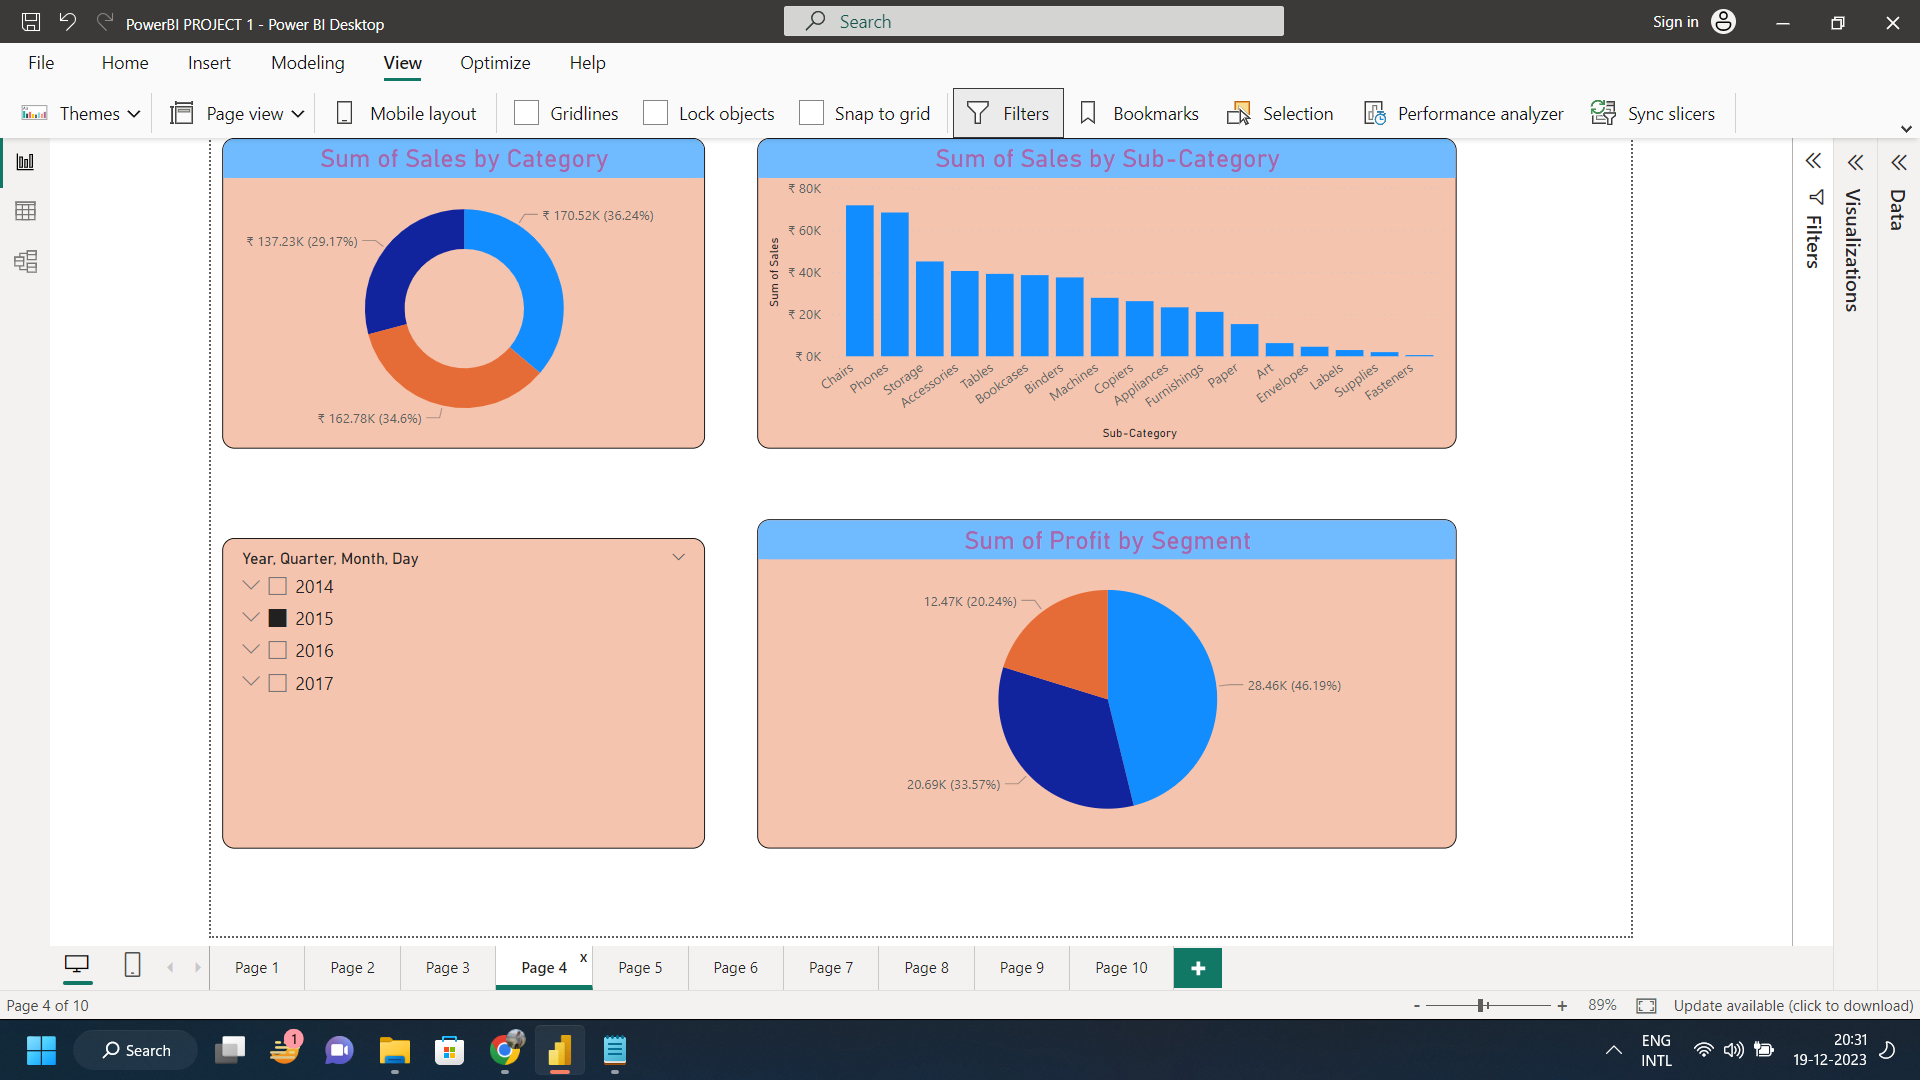 PowerBI PROJECT 1 - Power BI Desktop
Search
Sign in
File Home Insert Modeling View Optimize Help
Themes Page view Mobile layout Gridlines Lock objects Snap to grid Filters Bookmarks Selection Performance analyzer Sync slicers
Sum of Sales by Category
₹ 170.52K (36.24%)
₹ 137.23K (29.17%)
₹ 162.78K (34.6%)
Sum of Sales by Sub-Category
₹ 80K
₹ 60K
₹ 40K
₹ 20K
₹ 0K
Sum of Sales
Chairs
Phones
Storage
Accessories
Tables
Bookcases
Binders
Machines
Copiers
Appliances
Furnishings
Paper
Art
Envelopes
Labels
Supplies
Fasteners
Sub-Category
Filters
Visualizations
Data
Year, Quarter, Month, Day
2014
2015
2016
2017
Sum of Profit by Segment
12.47K (20.24%)
28.46K (46.19%)
20.69K (33.57%)
Page 1 Page 2 Page 3 Page 4 x Page 5 Page 6 Page 7 Page 8 Page 9 Page 10 +
Page 4 of 10
- + 89% Update available (click to download)
Search
1
ENG
INTL
20:31
19-12-2023